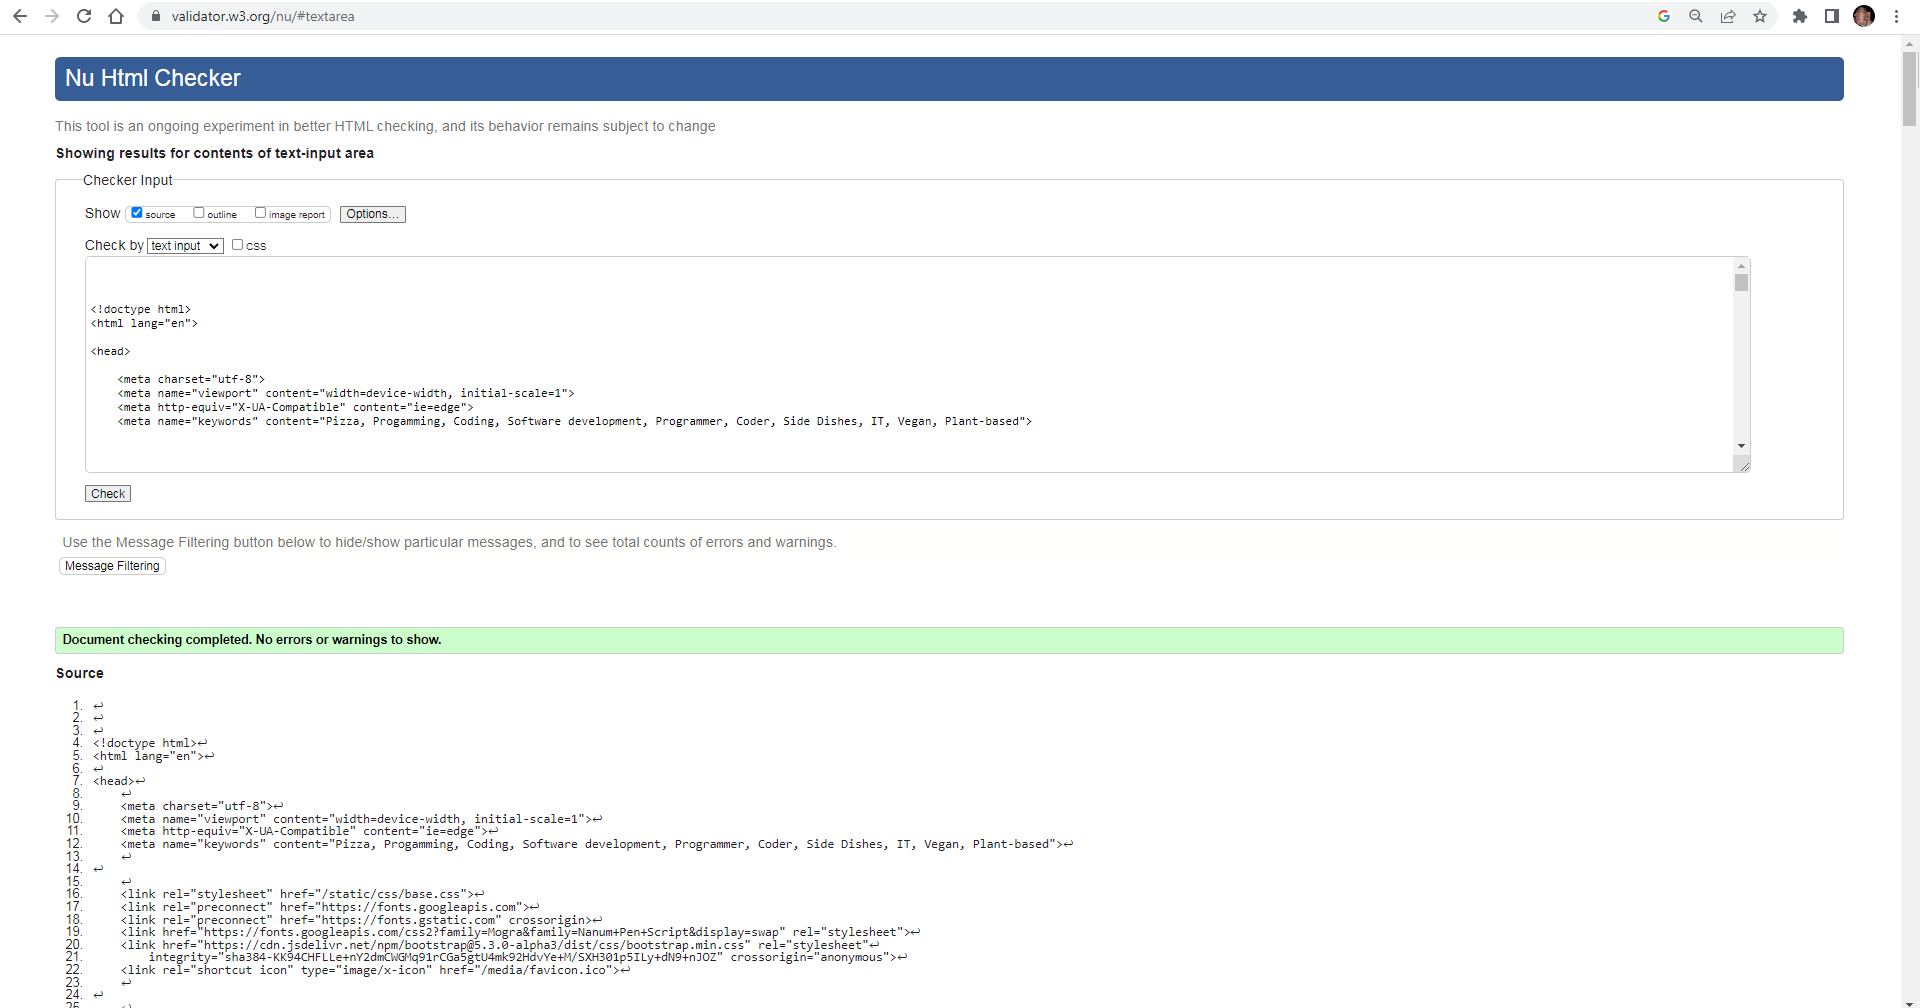 validator.w3.org/nu/#textarea
Nu Html Checker
This tool is an ongoing experiment in better HTML checking, and its behavior remains subject to change
Showing results for contents of text-input area
Checker Input
Show source outline image report Options...
Check by text input css
<!doctype html>
<html lang="en">
<head>
<meta charset="utf-8">
<meta name="viewport" content="width=device-width, initial-scale=1">
<meta http-equiv="X-UA-Compatible" content="ie=edge">
<meta name="keywords" content="Pizza, Progamming, Coding, Software development, Programmer, Coder, Side Dishes, IT, Vegan, Plant-based">
Check
Use the Message Filtering button below to hide/show particular messages, and to see total counts of errors and warnings.
Message Filtering
Document checking completed. No errors or warnings to show.
Source
1. ↩
2. ↩
3. ↩
4. <!doctype html>↩
5. <html lang="en">↩
6. ↩
7. <head>↩
8. ↩
9. <meta charset="utf-8">↩
10. <meta name="viewport" content="width=device-width, initial-scale=1">↩
11. <meta http-equiv="X-UA-Compatible" content="ie=edge">↩
12. <meta name="keywords" content="Pizza, Progamming, Coding, Software development, Programmer, Coder, Side Dishes, IT, Vegan, Plant-based">↩
13. ↩
14. ↩
15. ↩
16. <link rel="stylesheet" href="/static/css/base.css">↩
17. <link rel="preconnect" href="https://fonts.googleapis.com">↩
18. <link rel="preconnect" href="https://fonts.gstatic.com" crossorigin>↩
19. <link href="https://fonts.googleapis.com/css2?family=Mogra&family=Nanum+Pen+Script&display=swap" rel="stylesheet">↩
20. <link href="https://cdn.jsdelivr.net/npm/bootstrap@5.3.0-alpha3/dist/css/bootstrap.min.css" rel="stylesheet"↩
21. integrity="sha384-KK94CHFLLe+nY2dmCWGMq91rCGa5gtU4mk92HdvYe+M/SXH301p5ILy+dN9+nJOZ" crossorigin="anonymous">↩
22. <link rel="shortcut icon" type="image/x-icon" href="/media/favicon.ico">↩
23. ↩
24. ↩
25. ↩